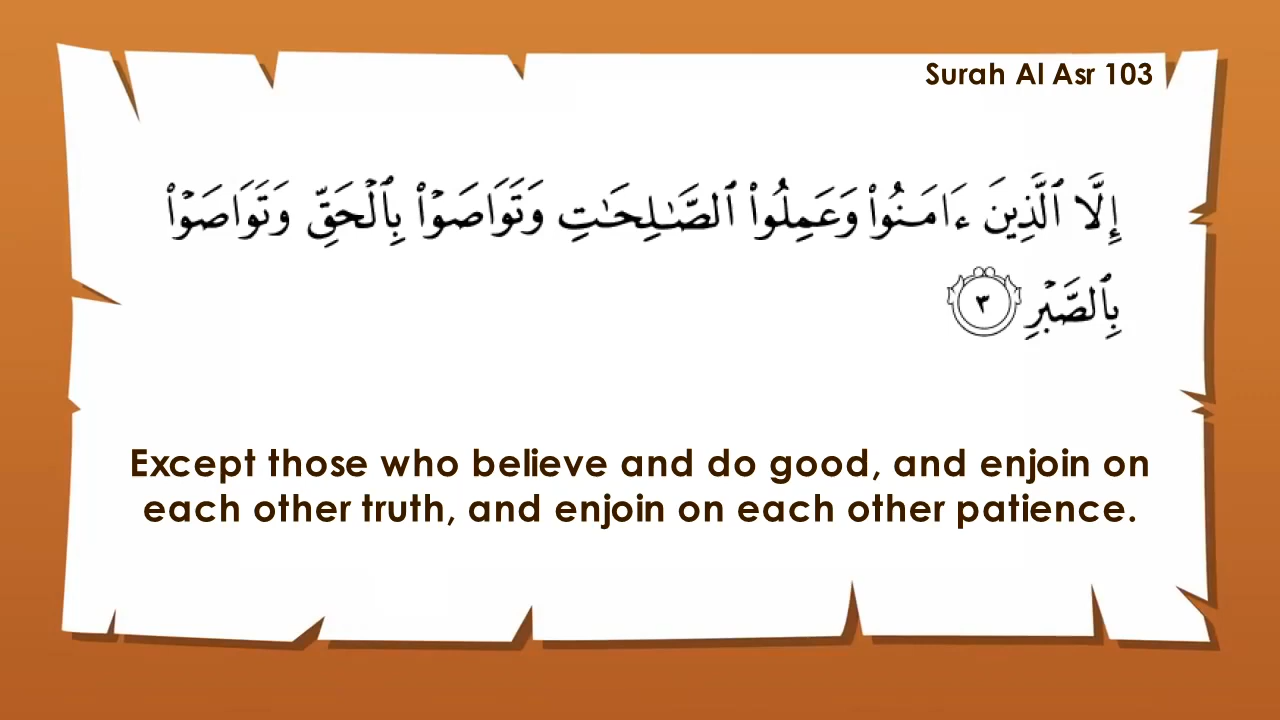 Surah Al Asr 103
إِلَّا ٱلَّذِينَ ءَامَنُوا۟ وَعَمِلُوا۟ ٱلصَّـٰلِحَـٰتِ وَتَوَاصَوْا۟ بِٱلْحَقِّ وَتَوَاصَوْا۟
بِٱلصَّبْرِ ٣
Except those who believe and do good, and enjoin on
each other truth, and enjoin on each other patience.